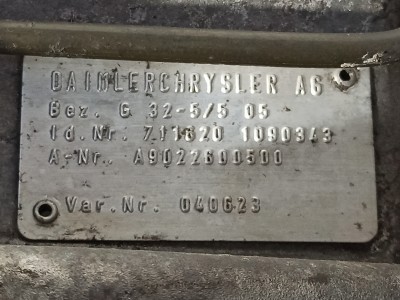 DAIMLERCHRYSLER AG
Bez. G 32-5/5 05
Id.Nr. 711620 1090343
A-Nr. A9022600500
Var.Nr. 040623